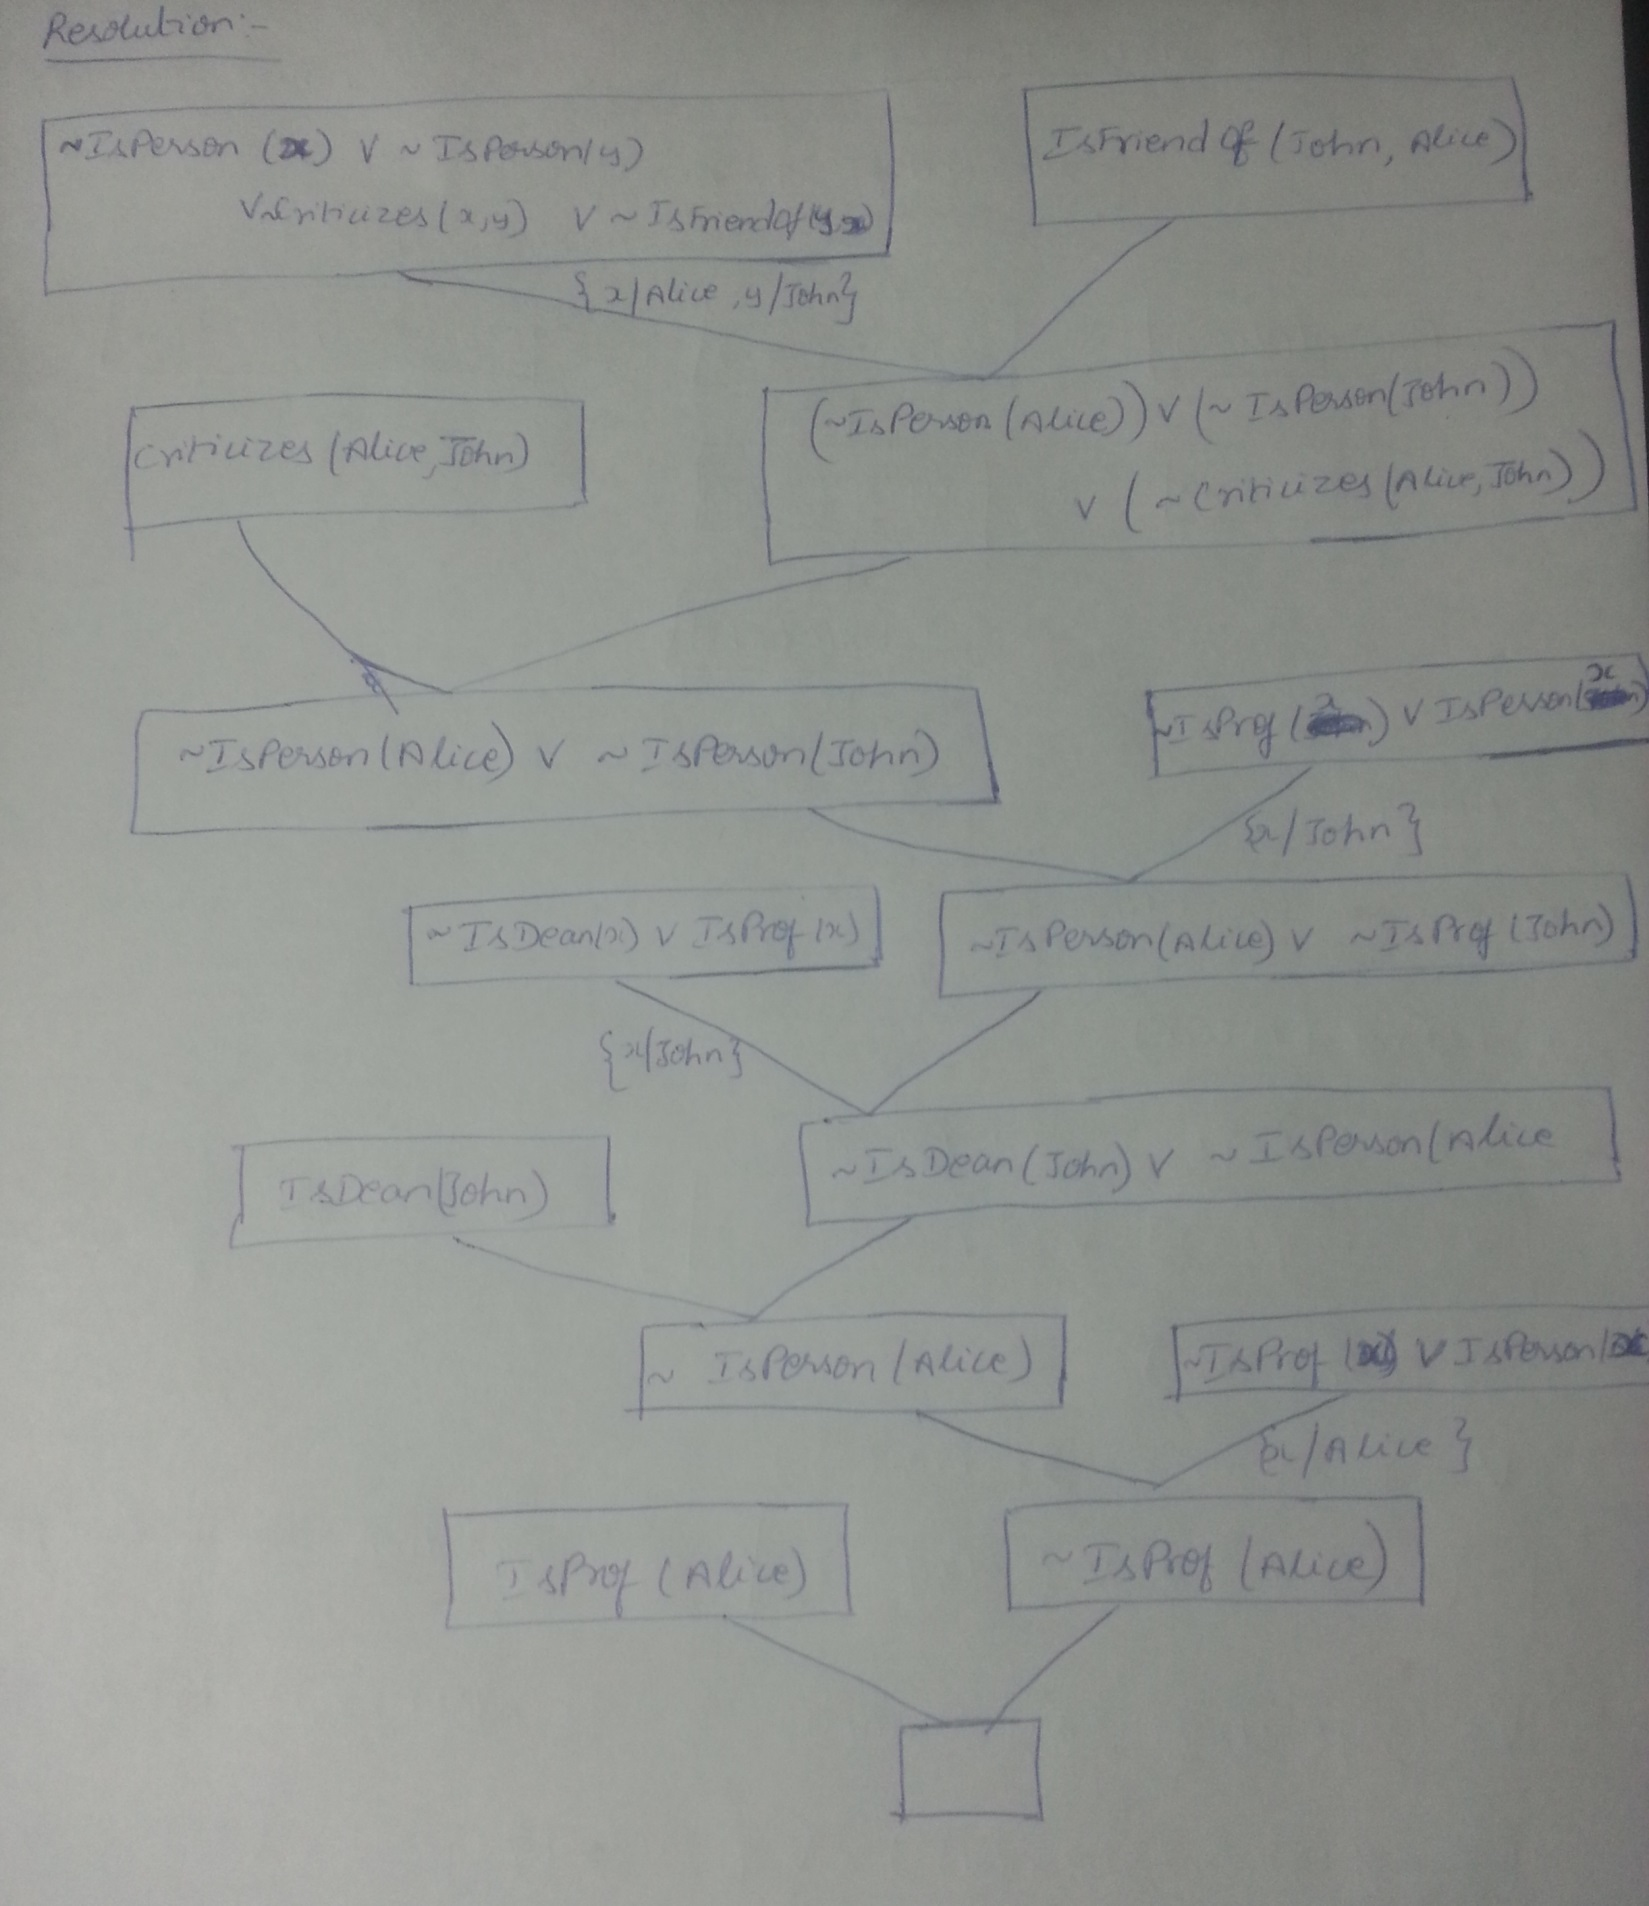 Resolution:-
~IsPerson (x) V ~ IsPerson(y)
V~Criticizes(x,y) V ~ IsFriendOf(y,x)
IsFriendOf (John, Alice)
{x/Alice, y/John}
Criticizes (Alice, John)
(~IsPerson (Alice)) V (~ IsPerson(John))
V (~Criticizes (Alice, John))
~IsPerson(Alice) V ~ IsPerson(John)
~IsProf (x) V IsPerson(x)
{x/John}
~ IsDean(x) V IsProf (x)
~IsPerson(Alice) V ~IsProf (John)
{x/John}
IsDean(John)
~IsDean(John) V ~ IsPerson(Alice
~ IsPerson (Alice)
~IsProf (x) V IsPerson(x
{x/Alice}
IsProf (Alice)
~IsProf (Alice)